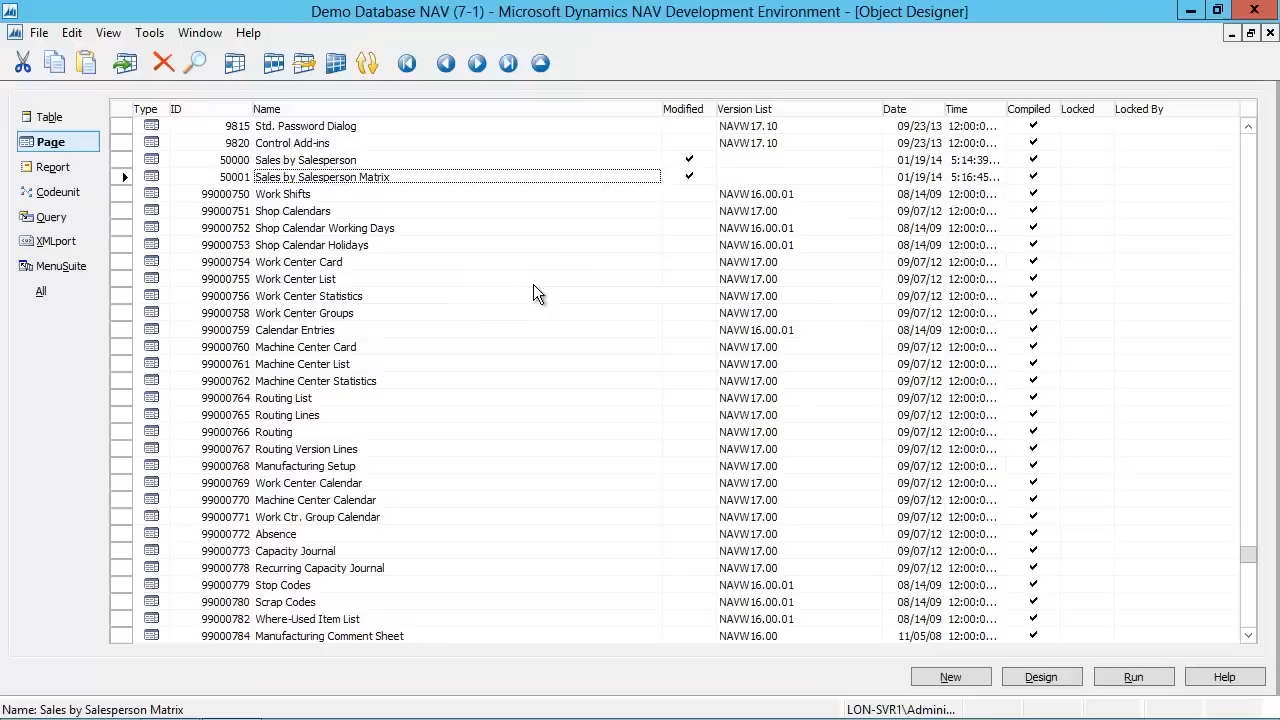 Demo Database NAV (7-1) - Microsoft Dynamics NAV Development Environment - [Object Designer]
File Edit View Tools Window Help
Table
Page
Report
Codeunit
Query
XMLport
MenuSuite
All
Type ID Name Modified Version List Date Time Compiled Locked Locked By
9815 Std. Password Dialog NAVW17.10 09/23/13 12:00:0...
9820 Control Add-ins NAVW17.10 09/23/13 12:00:0...
50000 Sales by Salesperson 01/19/14 5:14:39...
50001 Sales by Salesperson Matrix 01/19/14 5:16:45...
99000750 Work Shifts NAVW16.00.01 08/14/09 12:00:0...
99000751 Shop Calendars NAVW17.00 09/07/12 12:00:0...
99000752 Shop Calendar Working Days NAVW16.00.01 08/14/09 12:00:0...
99000753 Shop Calendar Holidays NAVW16.00.01 08/14/09 12:00:0...
99000754 Work Center Card NAVW17.00 09/07/12 12:00:0...
99000755 Work Center List NAVW17.00 09/07/12 12:00:0...
99000756 Work Center Statistics NAVW17.00 09/07/12 12:00:0...
99000758 Work Center Groups NAVW17.00 09/07/12 12:00:0...
99000759 Calendar Entries NAVW16.00.01 08/14/09 12:00:0...
99000760 Machine Center Card NAVW17.00 09/07/12 12:00:0...
99000761 Machine Center List NAVW17.00 09/07/12 12:00:0...
99000762 Machine Center Statistics NAVW17.00 09/07/12 12:00:0...
99000764 Routing List NAVW17.00 09/07/12 12:00:0...
99000765 Routing Lines NAVW17.00 09/07/12 12:00:0...
99000766 Routing NAVW17.00 09/07/12 12:00:0...
99000767 Routing Version Lines NAVW17.00 09/07/12 12:00:0...
99000768 Manufacturing Setup NAVW17.00 09/07/12 12:00:0...
99000769 Work Center Calendar NAVW17.00 09/07/12 12:00:0...
99000770 Machine Center Calendar NAVW17.00 09/07/12 12:00:0...
99000771 Work Ctr. Group Calendar NAVW17.00 09/07/12 12:00:0...
99000772 Absence NAVW17.00 09/07/12 12:00:0...
99000773 Capacity Journal NAVW17.00 09/07/12 12:00:0...
99000778 Recurring Capacity Journal NAVW17.00 09/07/12 12:00:0...
99000779 Stop Codes NAVW16.00.01 08/14/09 12:00:0...
99000780 Scrap Codes NAVW16.00.01 08/14/09 12:00:0...
99000782 Where-Used Item List NAVW16.00.01 08/14/09 12:00:0...
99000784 Manufacturing Comment Sheet NAVW16.00 11/05/08 12:00:0...
New Design Run Help
Name: Sales by Salesperson Matrix LON-SVR1\Admini...